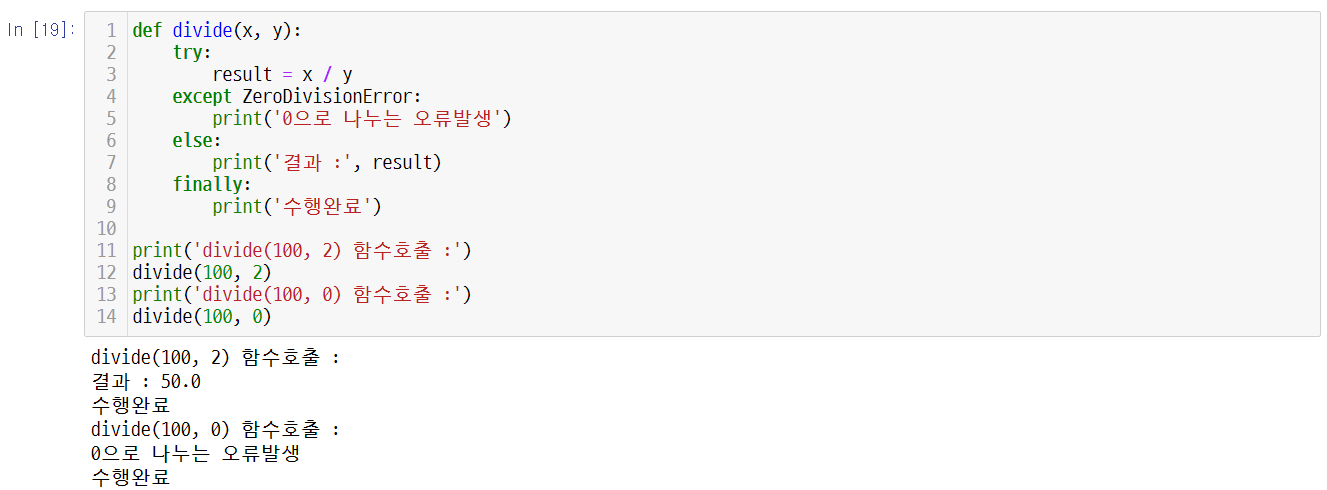 In [19]:
1 def divide(x, y):
2     try:
3         result = x / y
4     except ZeroDivisionError:
5         print('0으로 나누는 오류발생')
6     else:
7         print('결과 :', result)
8     finally:
9         print('수행완료')
10
11 print('divide(100, 2) 함수호출 :')
12 divide(100, 2)
13 print('divide(100, 0) 함수호출 :')
14 divide(100, 0)
divide(100, 2) 함수호출 :
결과 : 50.0
수행완료
divide(100, 0) 함수호출 :
0으로 나누는 오류발생
수행완료